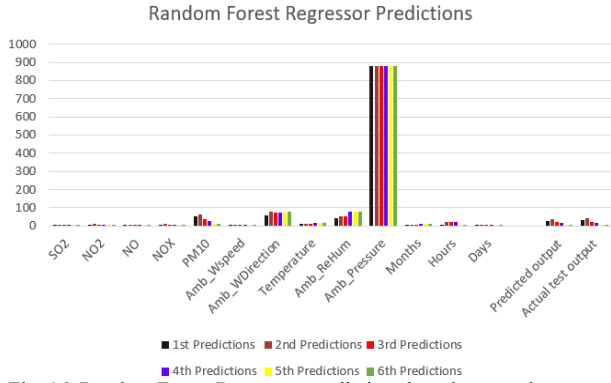 Random Forest Regressor Predictions
1000
900
800
700
600
500
400
300
200
100
0
SO2
NO2
NO
NOX
PM10
Amb_Wspeed
Amb_WDirection
Temperature
Amb_ReHum
Amb_Pressure
Months
Hours
Days
Predicted output
Actual test output
1st Predictions 2nd Predictions 3rd Predictions
4th Predictions 5th Predictions 6th Predictions